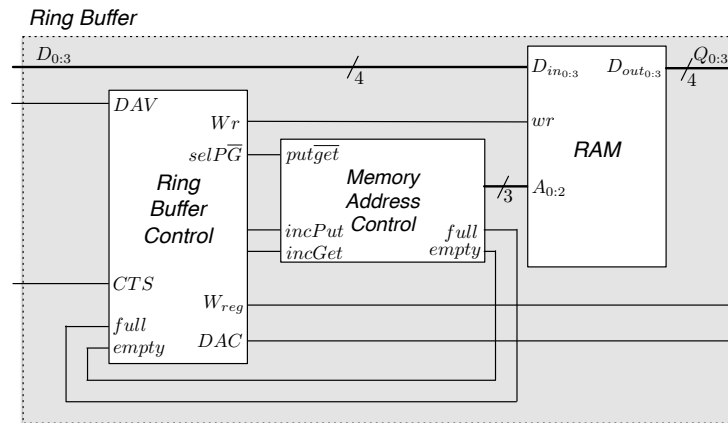 Ring Buffer
D0:3
4
Din0:3
Dout0:3
Q0:3
4
DAV
Wr
wr
selPG̅
putg̅e̅t̅
RAM
Ring
Buffer
Control
Memory
Address
Control
3
A0:2
incPut
full
incGet
empty
CTS
Wreg
full
empty
DAC